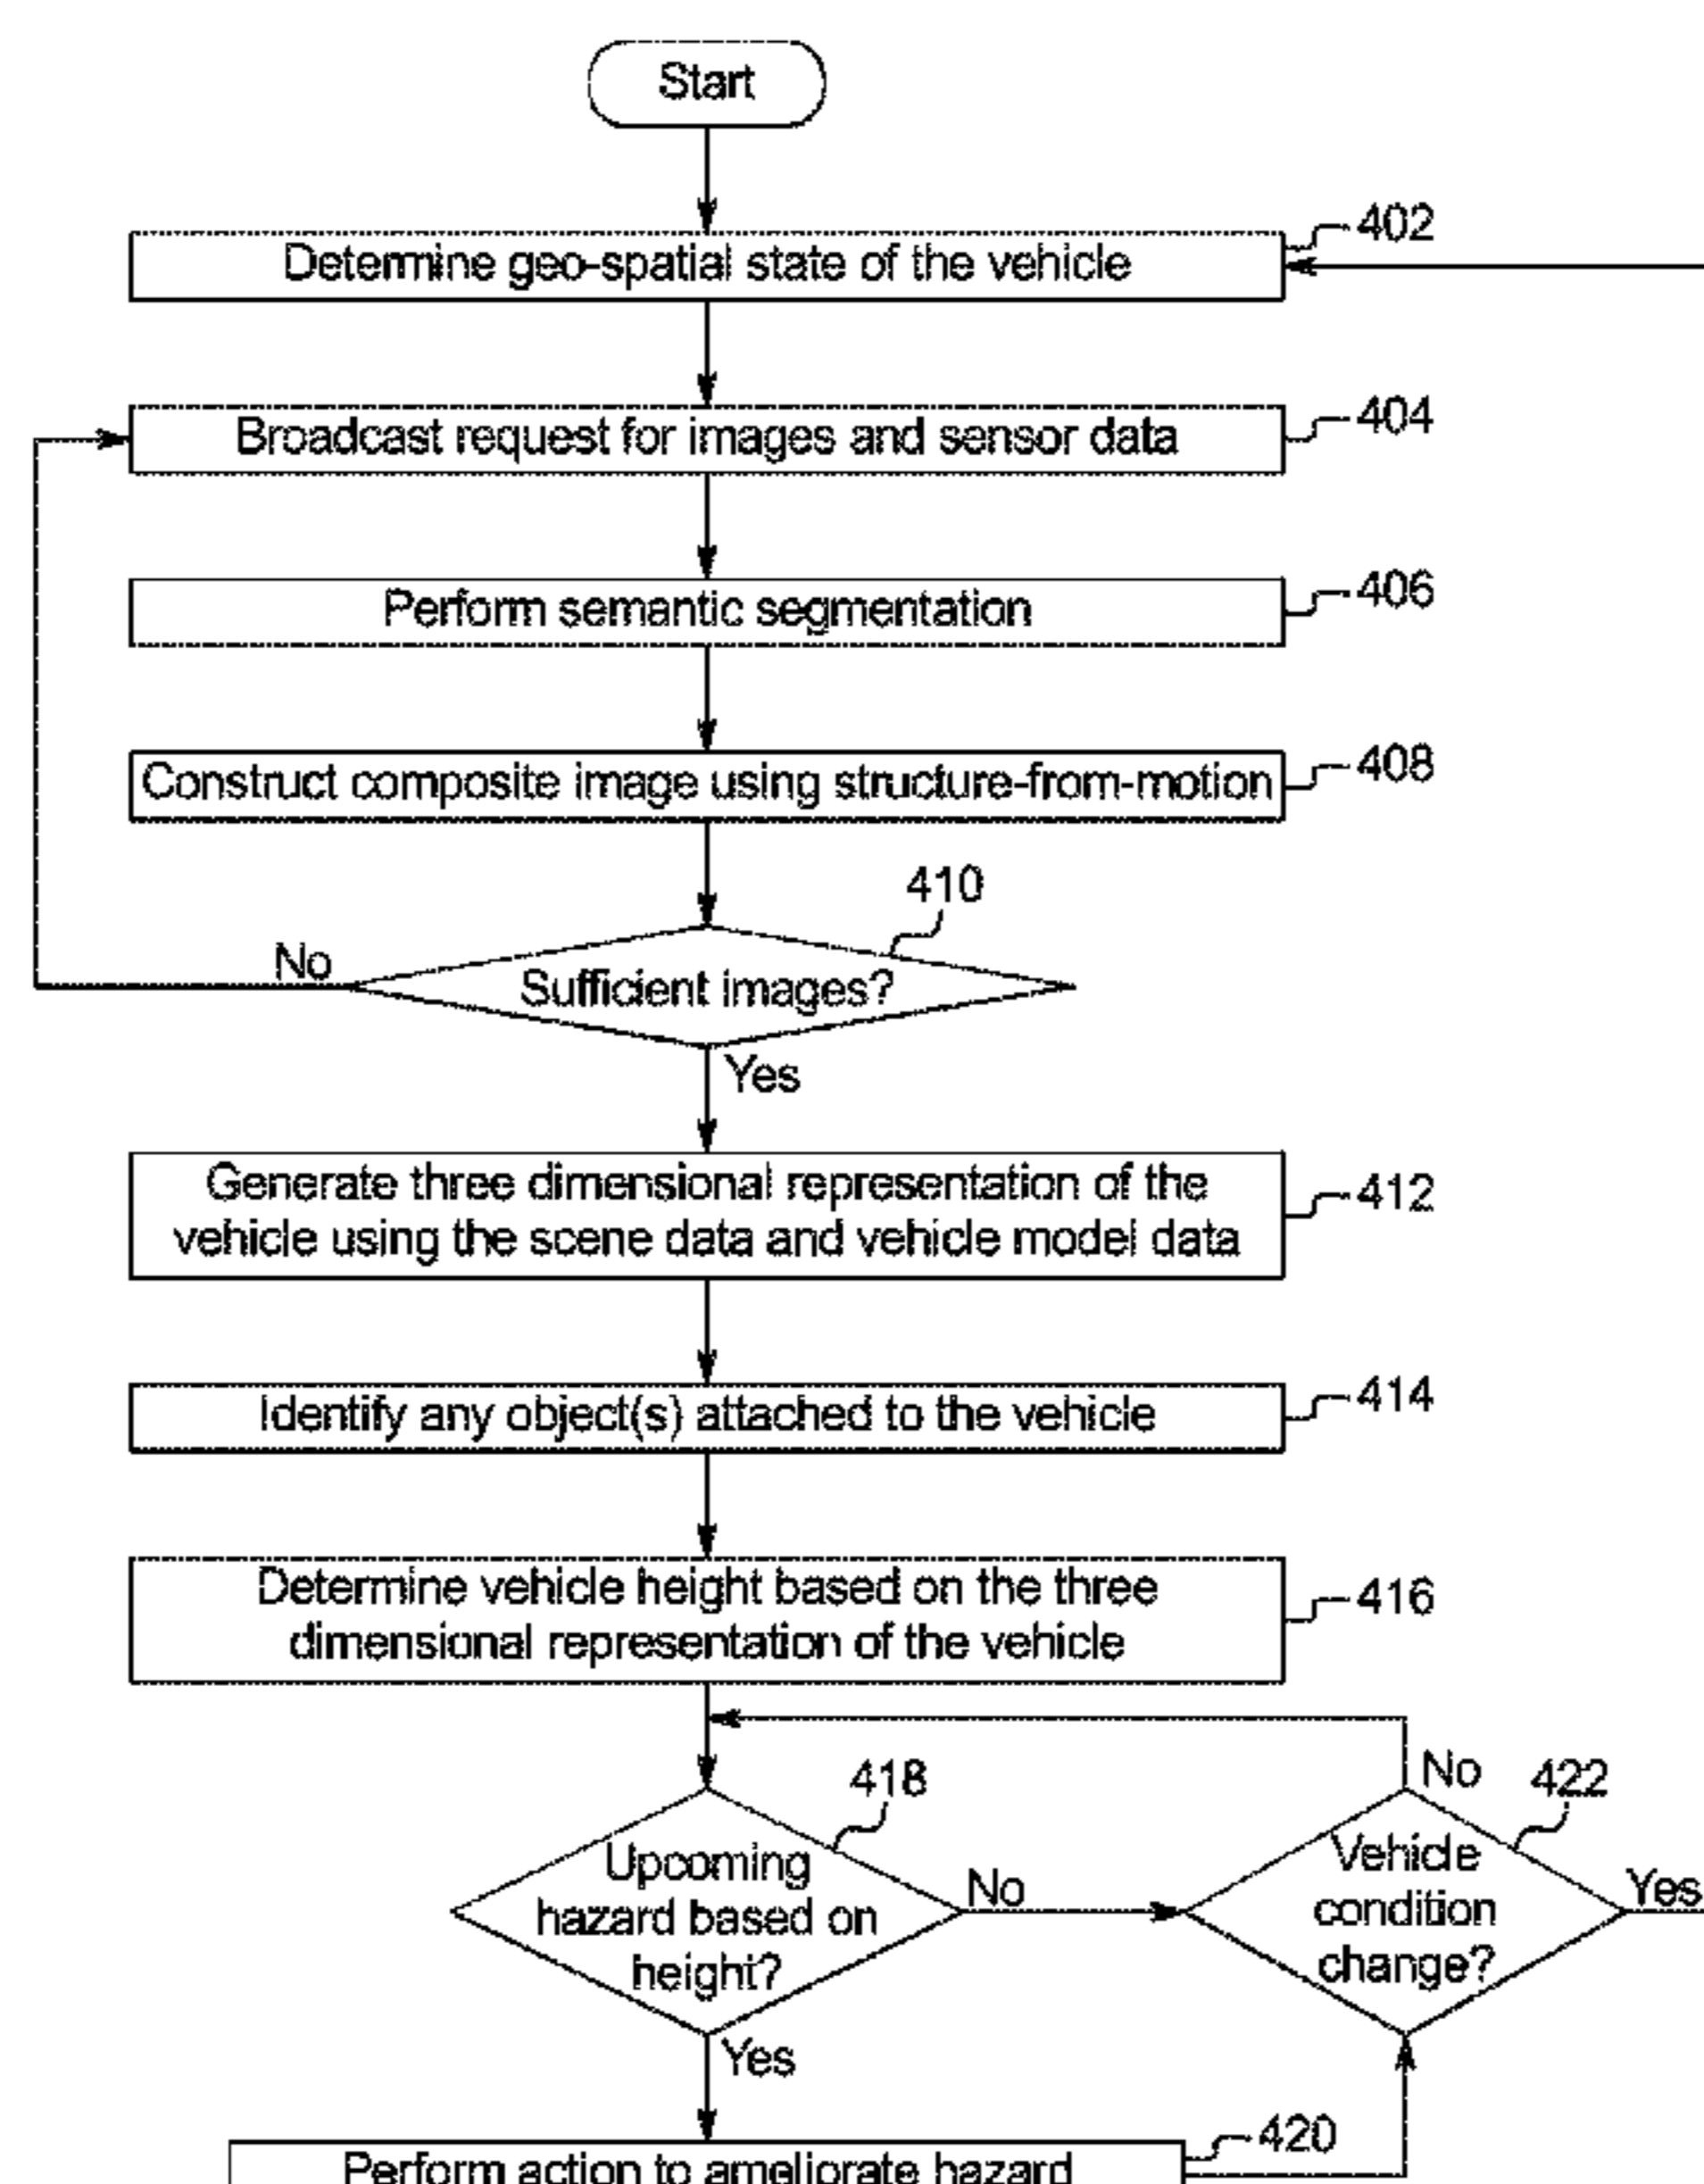 Start
402
Determine geo-spatial state of the vehicle
404
Broadcast request for images and sensor data
406
Perform semantic segmentation
408
Construct composite image using structure-from-motion
410
No
Sufficient images?
Yes
Generate three dimensional representation of the
vehicle using the scene data and vehicle model data
412
414
Identify any object(s) attached to the vehicle
Determine vehicle height based on the three
dimensional representation of the vehicle
416
418
No
422
Upcoming
hazard based on
height?
No
Vehicle
condition
change?
Yes
Yes
420
Perform action to ameliorate hazard